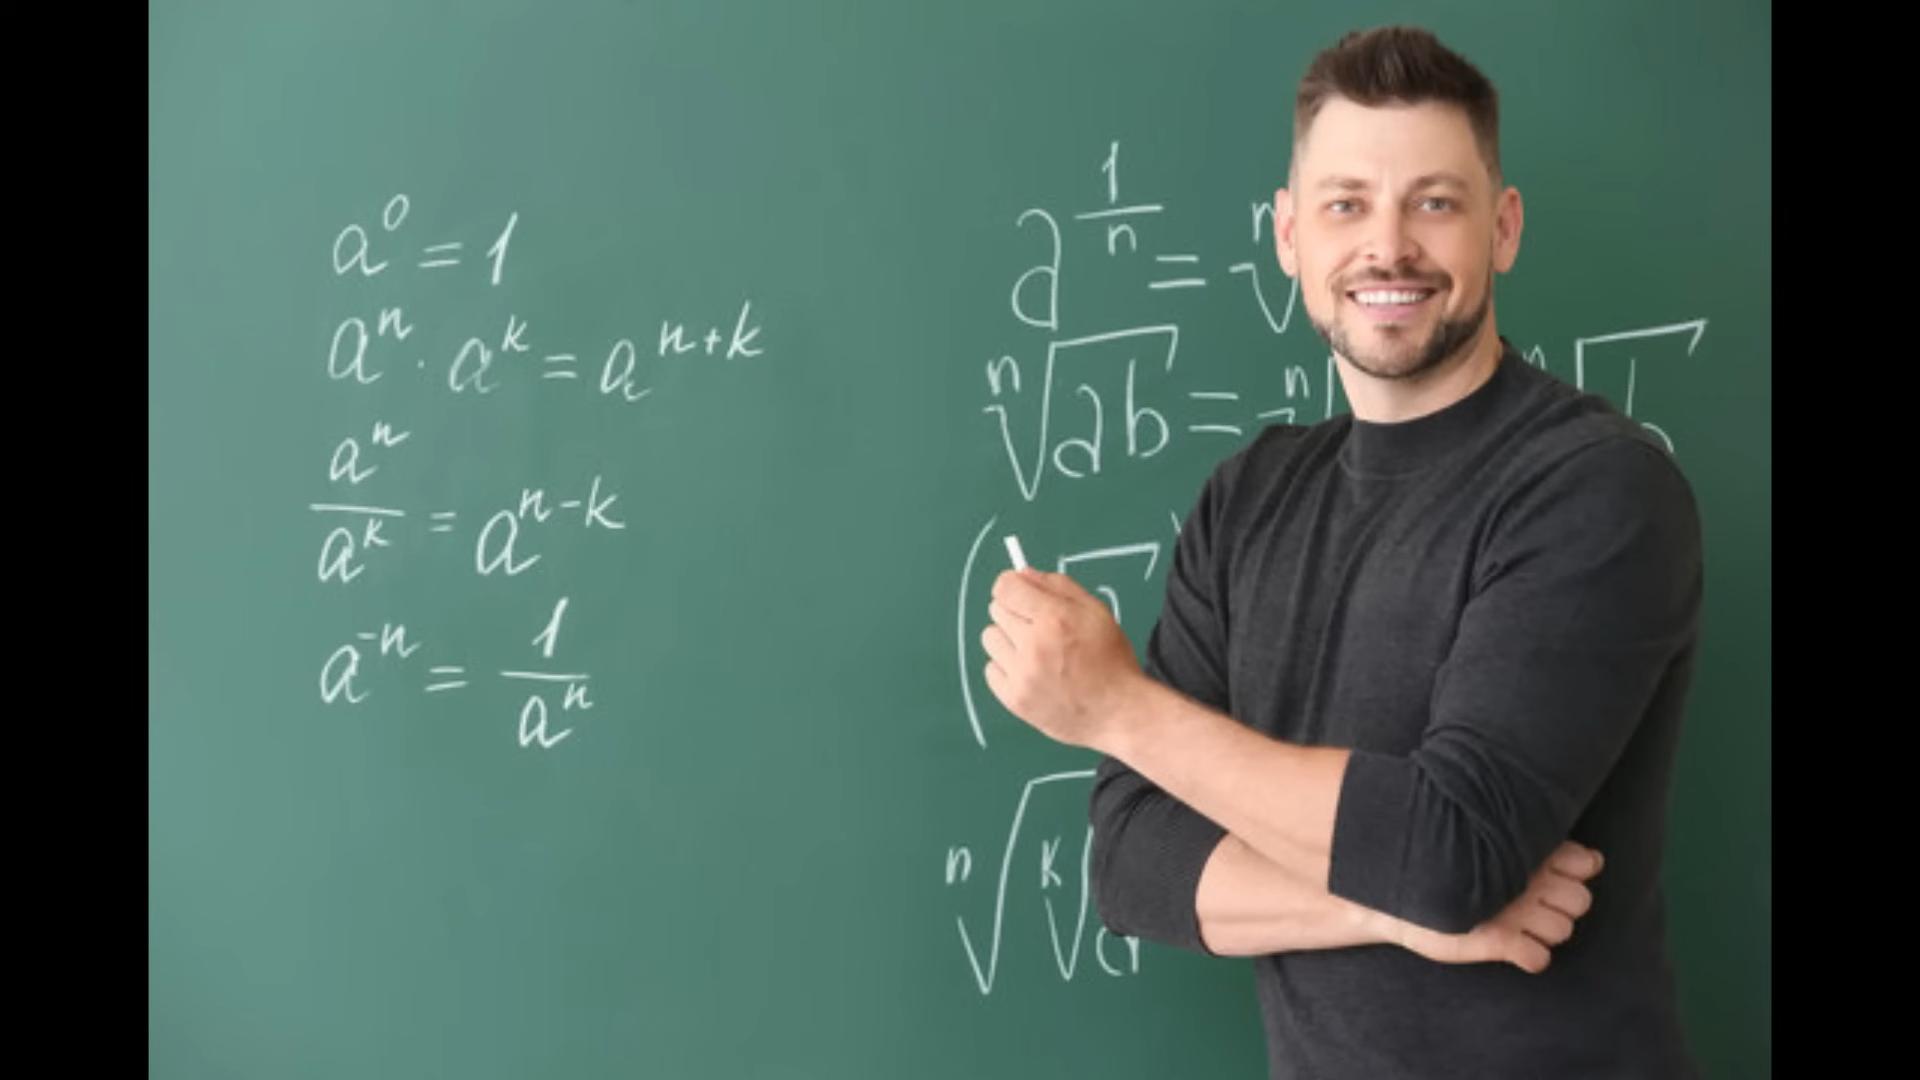 a⁰ = 1
aⁿ · aᵏ = aⁿ⁺ᵏ
aⁿ/aᵏ = aⁿ⁻ᵏ
a⁻ⁿ = 1/aⁿ
a^(1/n) = ⁿ√
ⁿ√ab = ⁿ√ ⁿ√b
( √a )
ⁿ√ᵏ√a